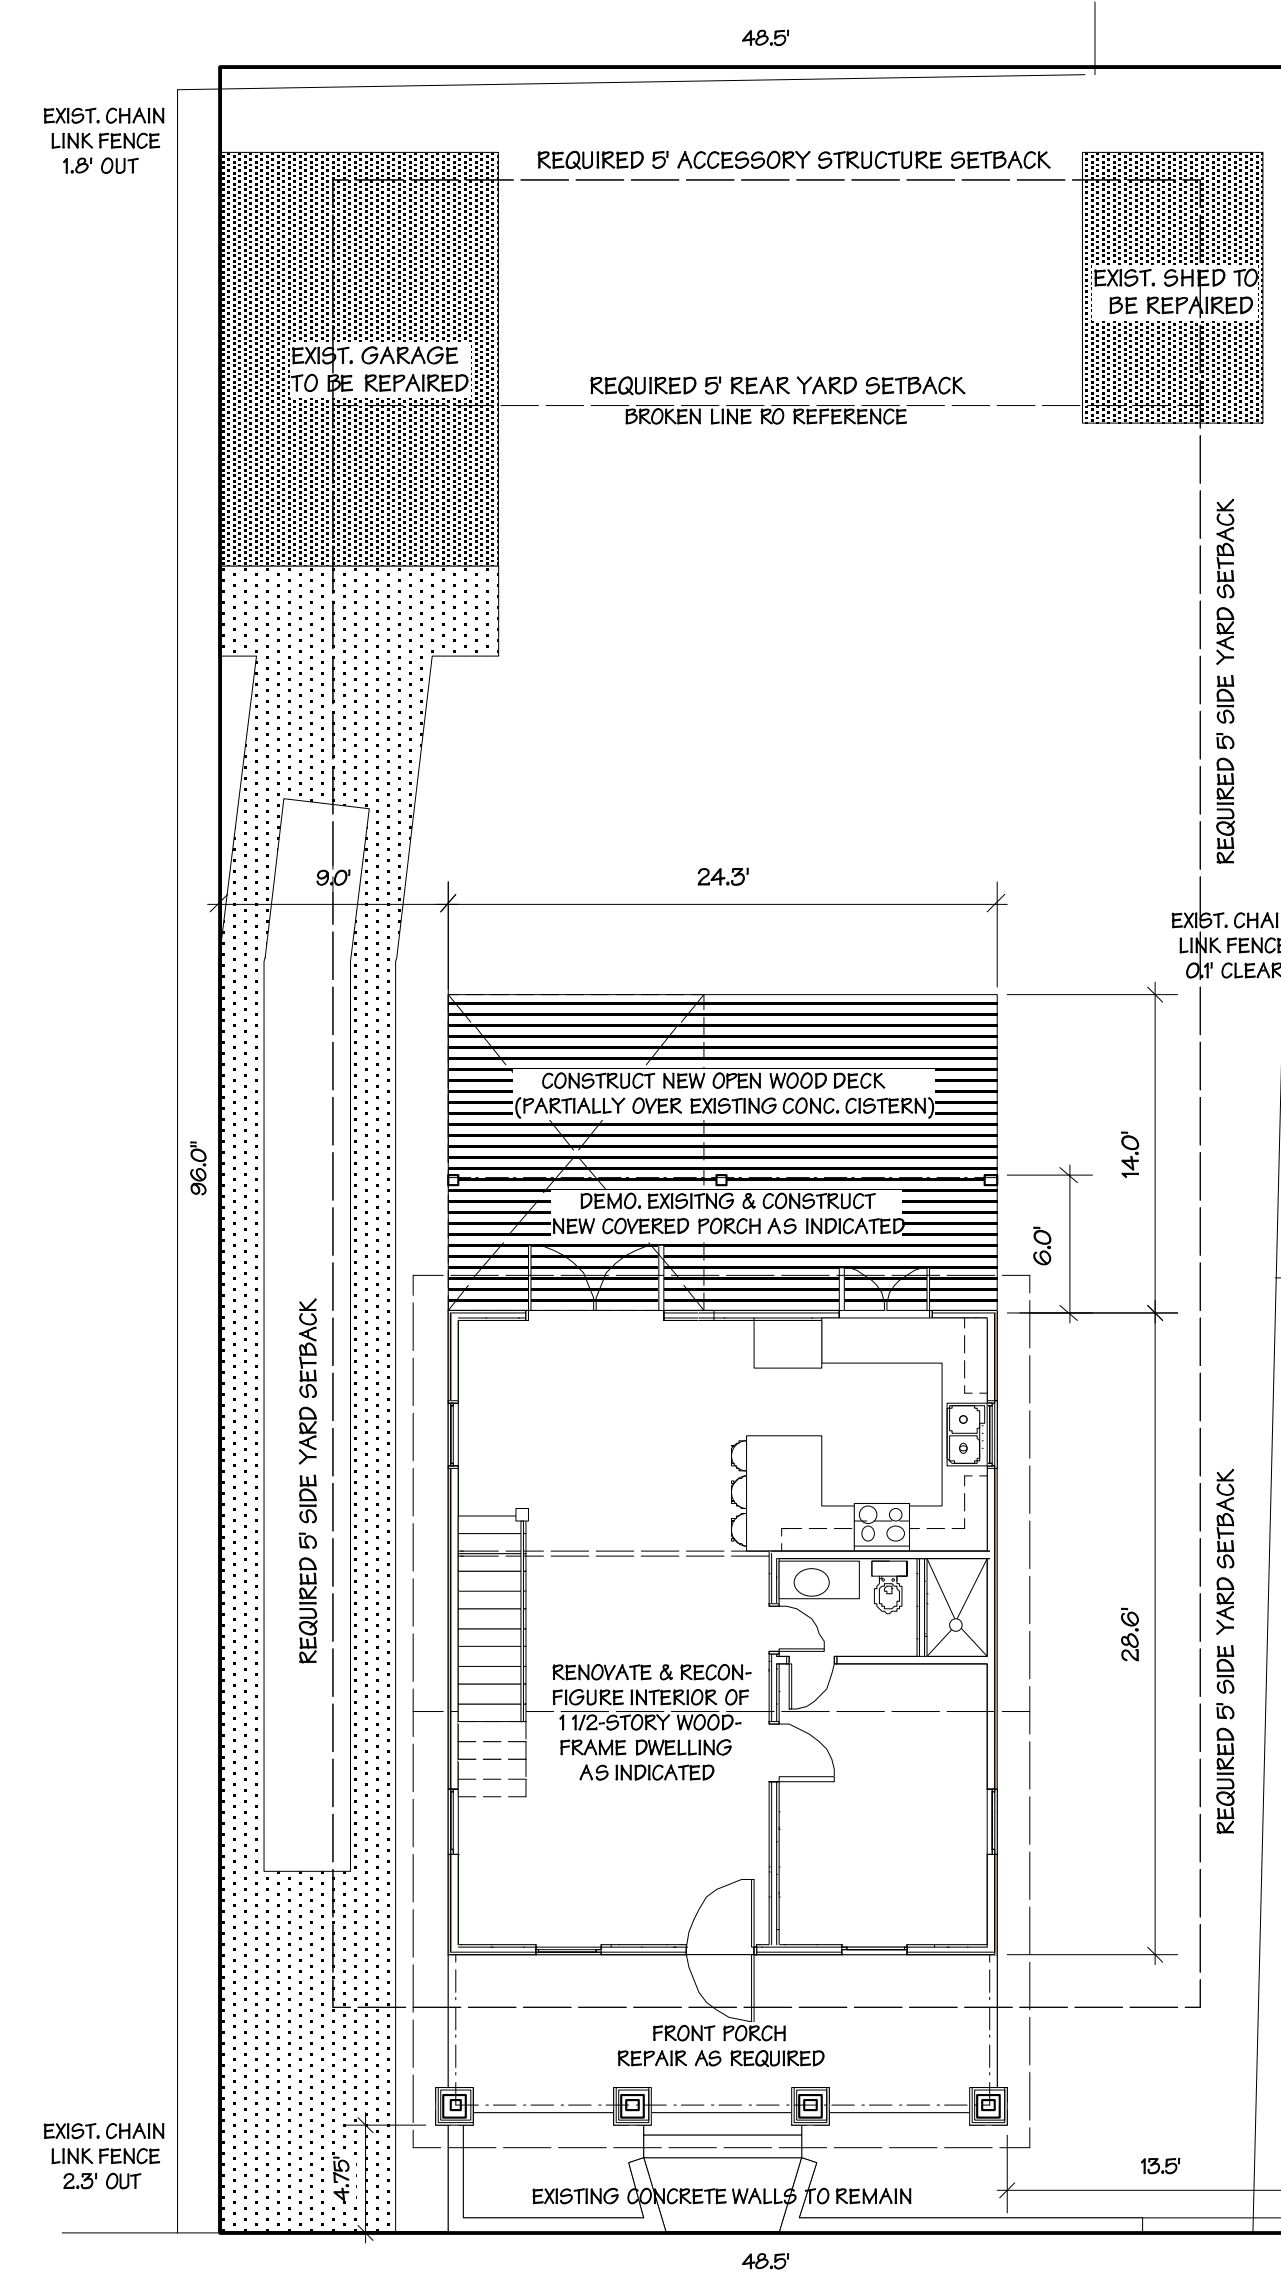 48.5'
EXIST. CHAIN
LINK FENCE
1.8' OUT
REQUIRED 5' ACCESSORY STRUCTURE SETBACK
EXIST. SHED TO
BE REPAIRED
EXIST. GARAGE
TO BE REPAIRED
REQUIRED 5' REAR YARD SETBACK
BROKEN LINE RO REFERENCE
REQUIRED 5' SIDE YARD SETBACK
9.0'
24.3'
EXIST. CHAI
LINK FENCE
0.1' CLEAR
CONSTRUCT NEW OPEN WOOD DECK
(PARTIALLY OVER EXISTING CONC. CISTERN)
96.0"
14.0'
DEMO. EXISITNG & CONSTRUCT
NEW COVERED PORCH AS INDICATED
6.0'
REQUIRED 5' SIDE YARD SETBACK
REQUIRED 5' SIDE YARD SETBACK
28.6'
RENOVATE & RECON-
FIGURE INTERIOR OF
1 1/2-STORY WOOD-
FRAME DWELLING
AS INDICATED
FRONT PORCH
REPAIR AS REQUIRED
EXIST. CHAIN
LINK FENCE
2.3' OUT
4.75'
13.5'
EXISTING CONCRETE WALLS TO REMAIN
48.5'